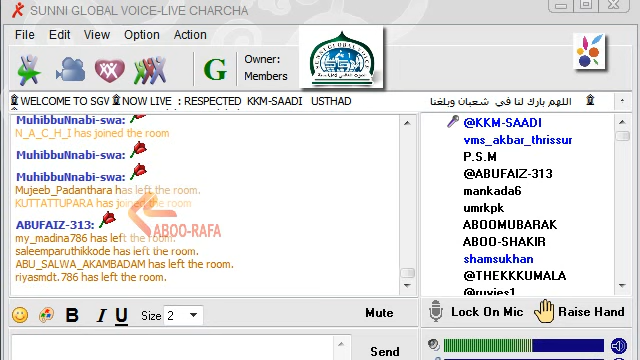 SUNNI GLOBAL VOICE-LIVE CHARCHA
File Edit View Option Action
G Owner:
Members
WELCOME TO SGV NOW LIVE : RESPECTED KKM-SAADI USTHAD اللهم بارك لنا في شعبان وبلغنا
MuhibbuNnabi-swa:
N_A_C_H_I has joined the room
MuhibbuNnabi-swa:
MuhibbuNnabi-swa:
Mujeeb_Padanthara has left the room.
KUTTATTUPARA has joined the room
ABUFAIZ-313:
ABOO-RAFA
my_madina786 has left the room.
saleemparuthikkode has left the room.
ABU_SALWA_AKAMBADAM has left the room.
riyasmdt.786 has left the room.
@KKM-SAADI
vms_akbar_thrissur
P.S.M
@ABUFAIZ-313
mankada6
umrkpk
ABOOMUBARAK
ABOO-SHAKIR
shamsukhan
@THEKKKUMALA
@ruvies1
B I U Size 2 Mute
Lock On Mic Raise Hand
Send